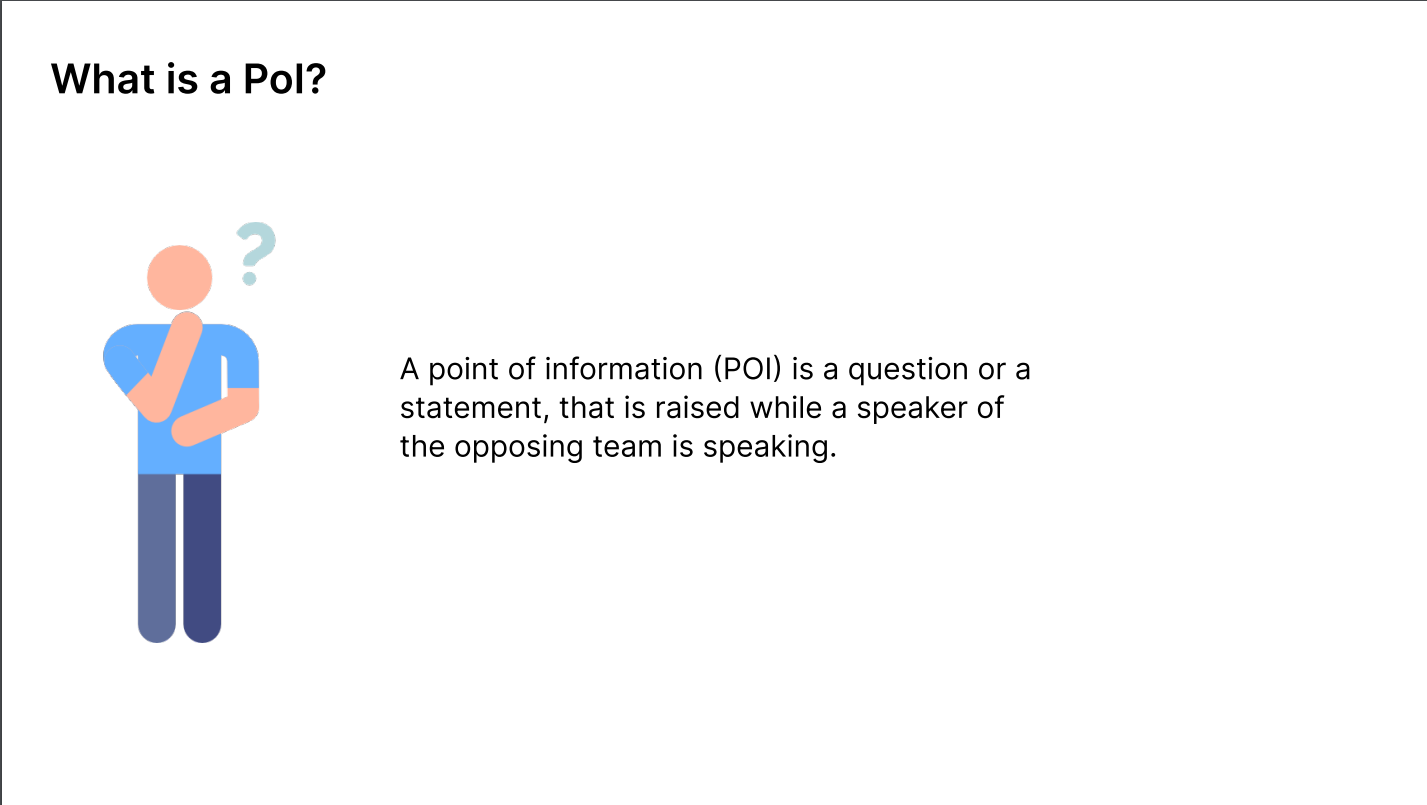 What is a PoI?
?
A point of information (POI) is a question or a
statement, that is raised while a speaker of
the opposing team is speaking.